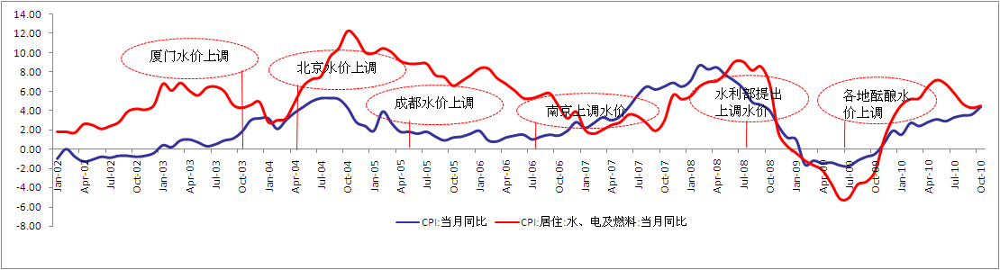 14.00
12.00
10.00
8.00
6.00
4.00
2.00
0.00
-2.00
-4.00
-6.00
-8.00
厦门水价上调
北京水价上调
成都水价上调
南京上调水价
水利部提出
上调水价
各地酝酿水
价上调
Jan-02
Apr-02
Jul-02
Oct-02
Jan-03
Apr-03
Jul-03
Oct-03
Jan-04
Apr-04
Jul-04
Oct-04
Jan-05
Apr-05
Jul-05
Oct-05
Jan-06
Apr-06
Jul-06
Oct-06
Jan-07
Apr-07
Jul-07
Oct-07
Jan-08
Apr-08
Jul-08
Oct-08
Jan-09
Apr-09
Jul-09
Oct-09
Jan-10
Apr-10
Jul-10
Oct-10
CPI:当月同比
CPI:居住:水、电及燃料:当月同比